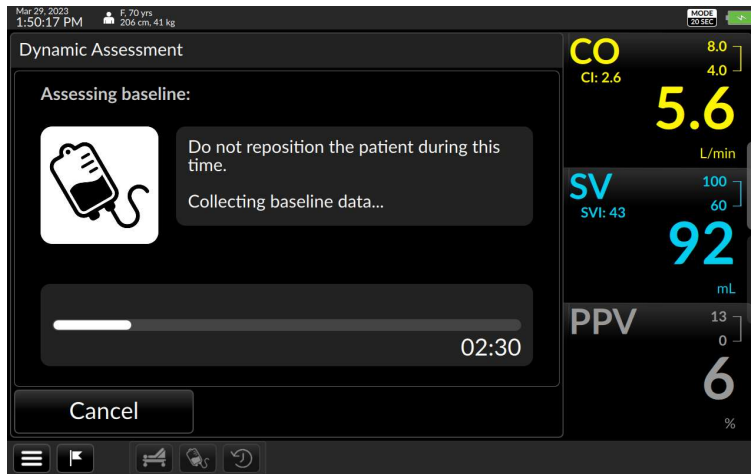 Mar 29, 2023
1:50:17 PM
F, 70 yrs
206 cm, 41 kg
MODE
20 SEC
Dynamic Assessment
Assessing baseline:
Do not reposition the patient during this
time.
Collecting baseline data...
02:30
Cancel
CO
CI: 2.6
8.0
4.0
5.6
L/min
SV
SVI: 43
100
60
92
mL
PPV
13
0
6
%